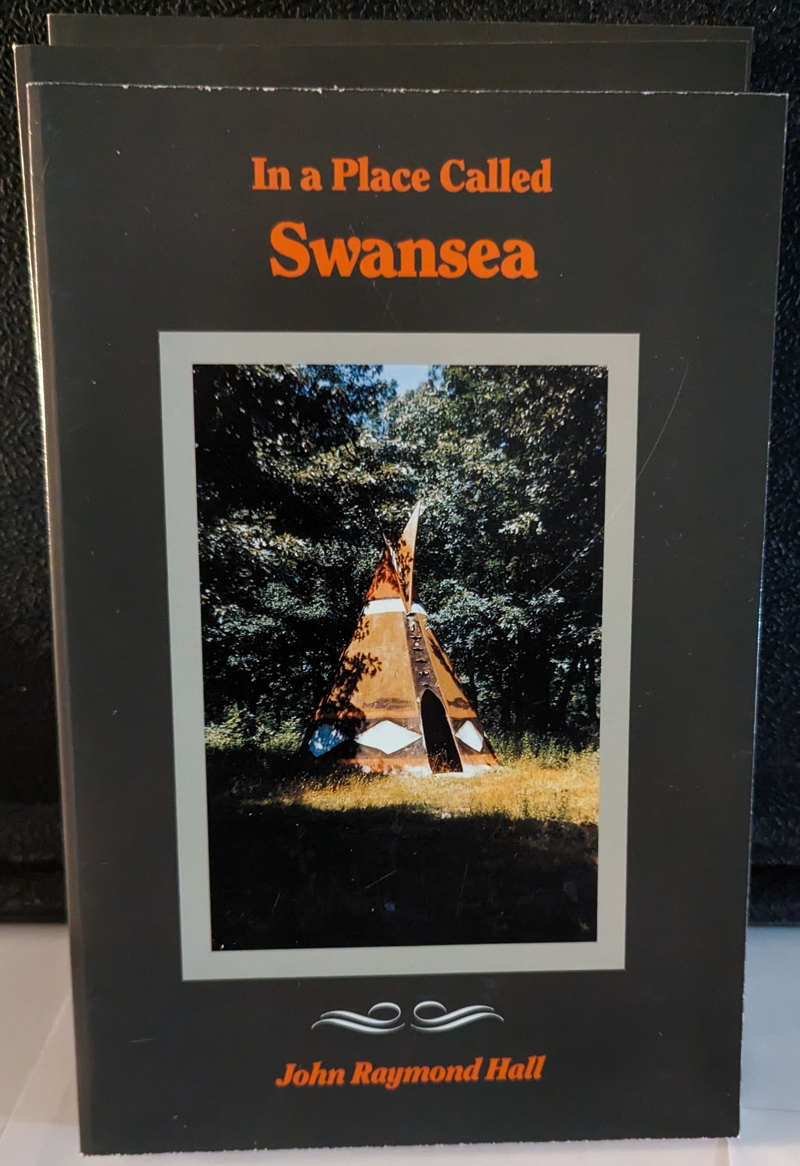 In a Place Called
Swansea
John Raymond Hall